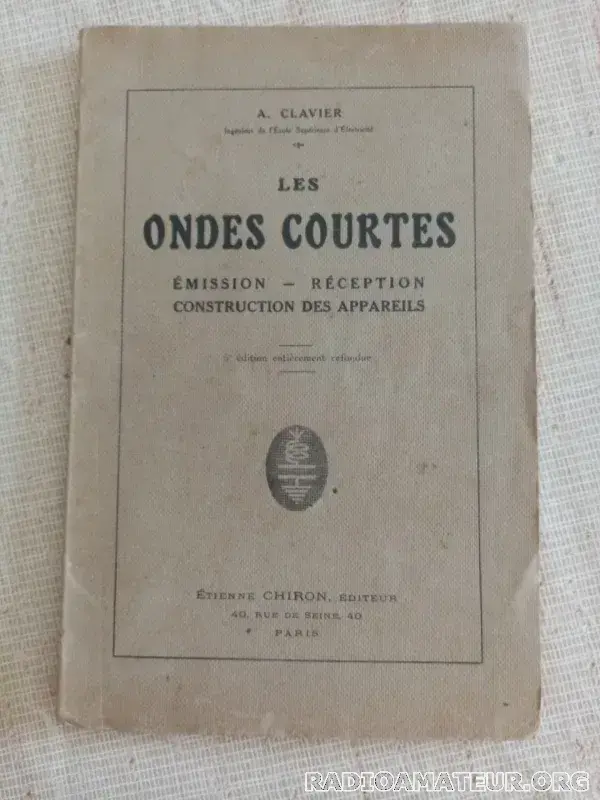 A. CLAVIER
Ingénieur de l'École Supérieure d'Électricité
LES
ONDES COURTES
ÉMISSION — RÉCEPTION
CONSTRUCTION DES APPAREILS
édition entièrement refondue
ÉTIENNE CHIRON, ÉDITEUR
40, RUE DE SEINE, 40
PARIS
RADIOAMATEUR.ORG